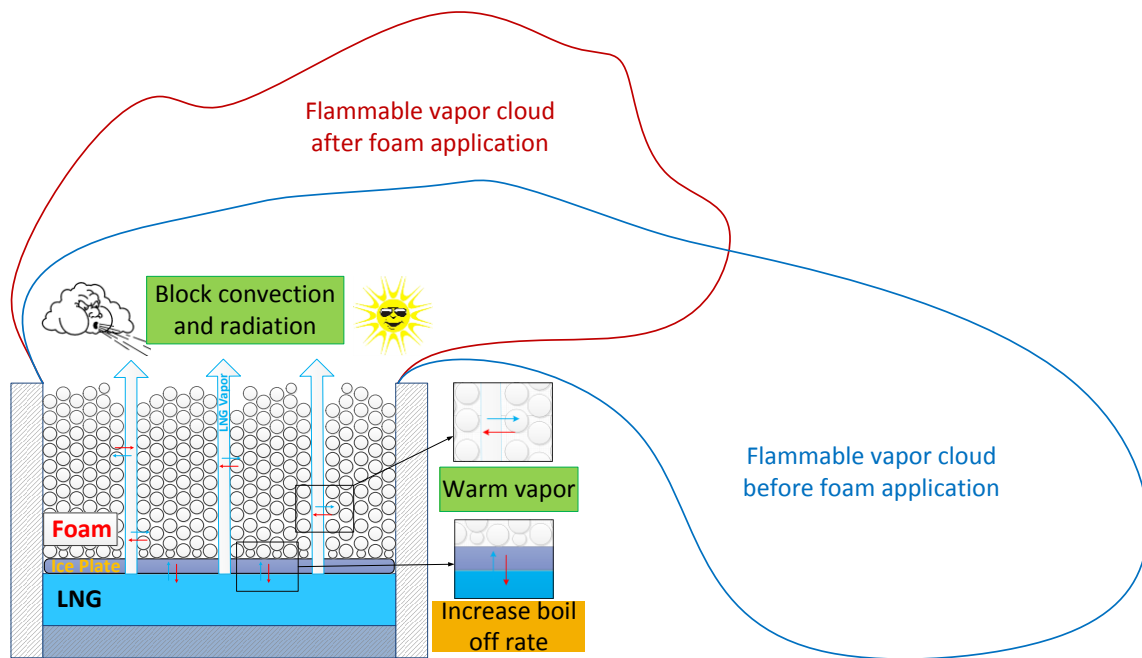 Flammable vapor cloud
after foam application
Block convection
and radiation
LNG Vapor
Warm vapor
Flammable vapor cloud
before foam application
Foam
Ice Plate
LNG
Increase boil
off rate